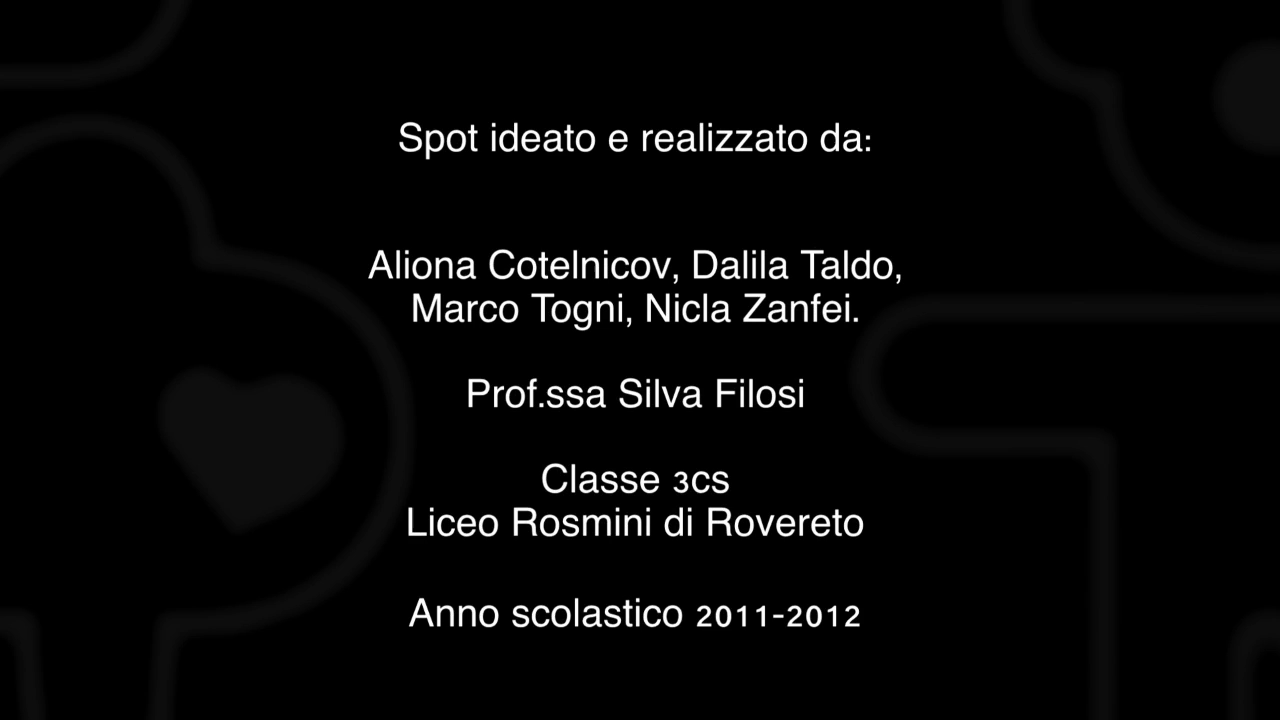 Spot ideato e realizzato da:
Aliona Cotelnicov, Dalila Taldo,
Marco Togni, Nicla Zanfei.
Prof.ssa Silva Filosi
Classe 3cs
Liceo Rosmini di Rovereto
Anno scolastico 2011-2012